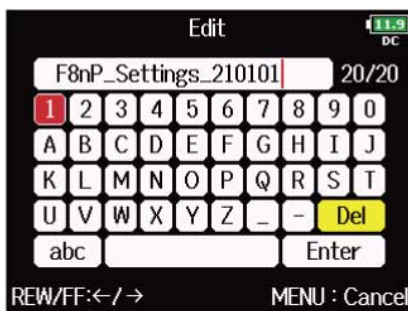 Edit 11.9
DC
F8nP_Settings_210101 20/20
1 2 3 4 5 6 7 8 9 0
A B C D E F G H I J
K L M N O P Q R S T
U V W X Y Z _ - Del
abc Enter
REW/FF:←/→ MENU : Cancel